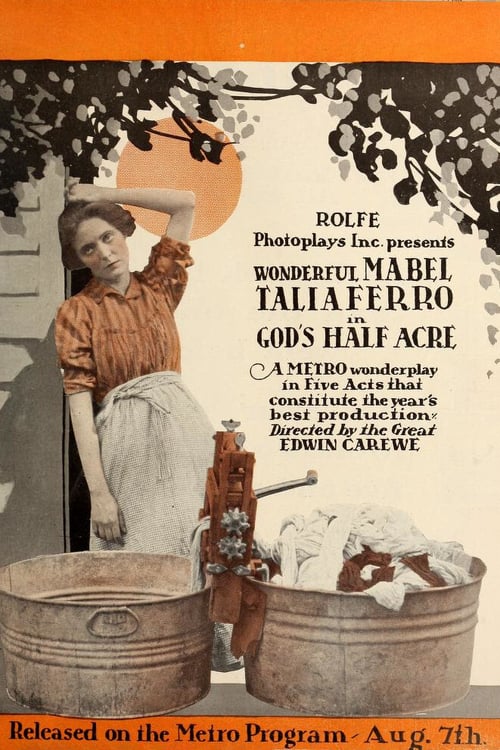 ROLFE
Photoplays Inc. presents
WONDERFUL MABEL
TALIAFERRO
in
GOD'S HALF ACRE
A METRO wonderplay
in Five Acts that
constitute the year's
best production:
Directed by the Great
EDWIN CAREWE
Released on the Metro Program - Aug. 7th.